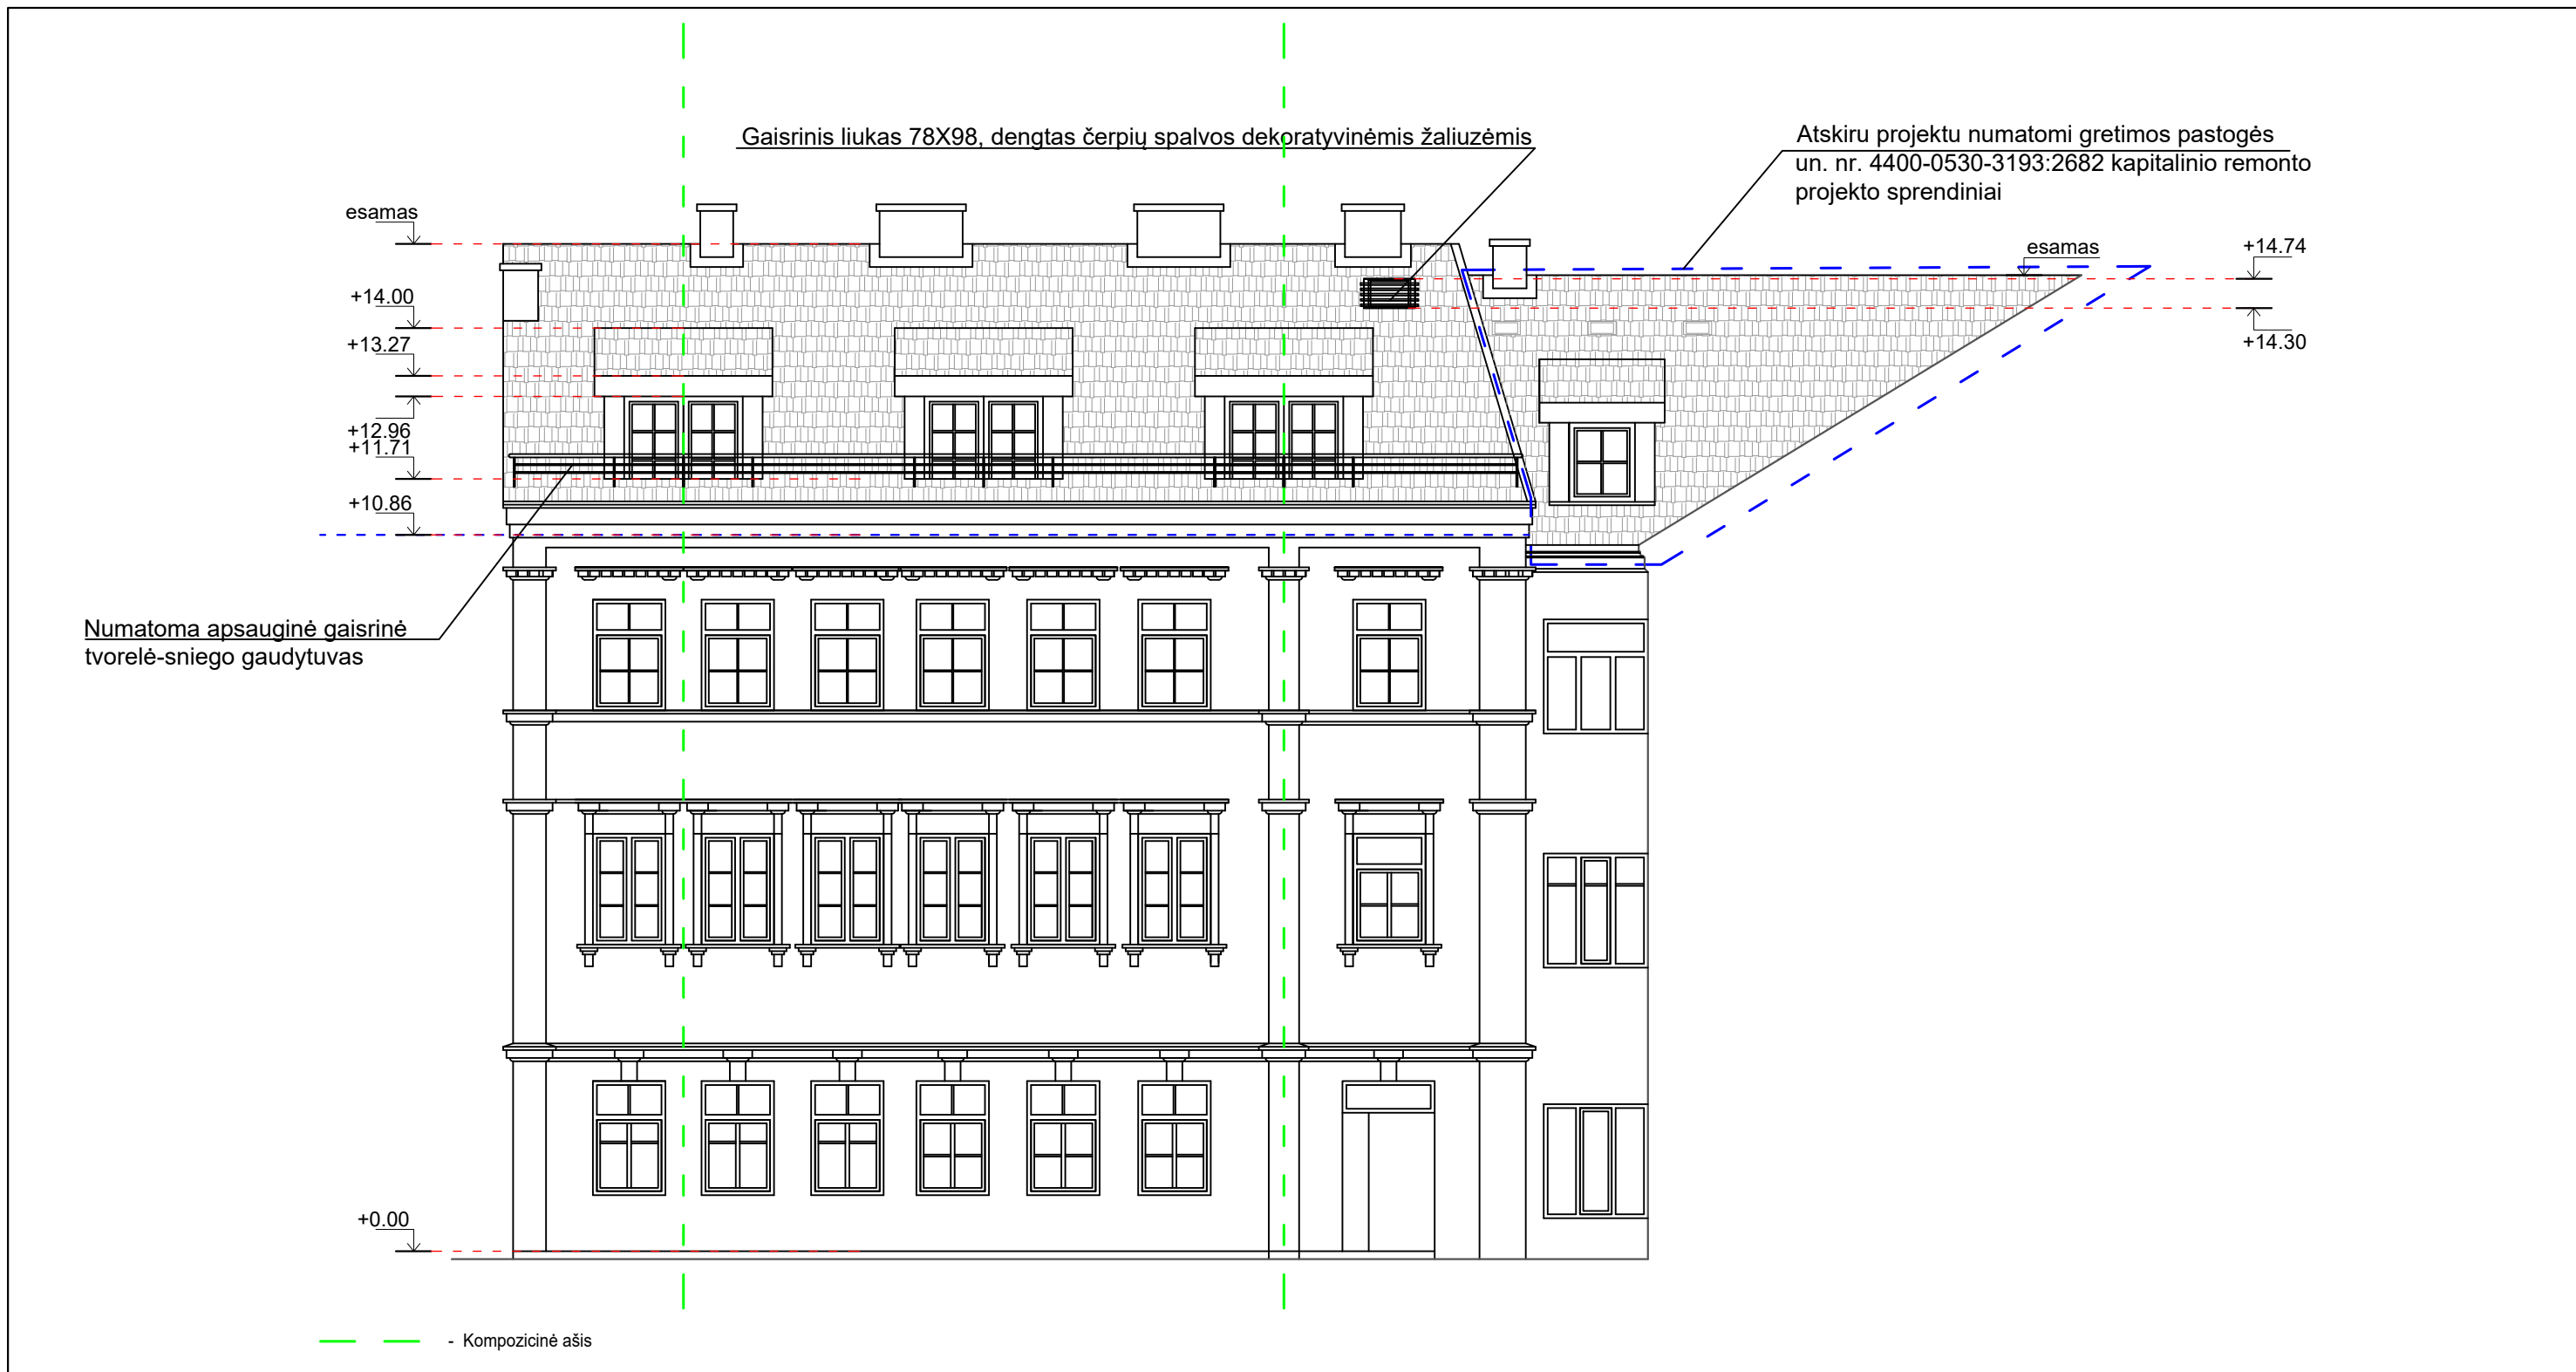 Gaisrinis liukas 78X98, dengtas čerpių spalvos dekoratyvinėmis žaliuzėmis
Atskiru projektu numatomi gretimos pastogės
un. nr. 4400-0530-3193:2682 kapitalinio remonto
projekto sprendiniai
esamas
esamas
+14.74
+14.00
+14.30
+13.27
+12.96
+11.71
+10.86
Numatoma apsauginė gaisrinė
tvorelė-sniego gaudytuvas
+0.00
- Kompozicinė ašis